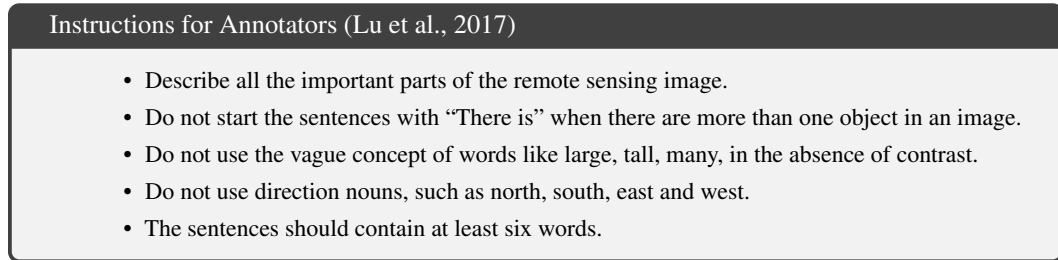 Instructions for Annotators (Lu et al., 2017)
• Describe all the important parts of the remote sensing image.
• Do not start the sentences with “There is” when there are more than one object in an image.
• Do not use the vague concept of words like large, tall, many, in the absence of contrast.
• Do not use direction nouns, such as north, south, east and west.
• The sentences should contain at least six words.